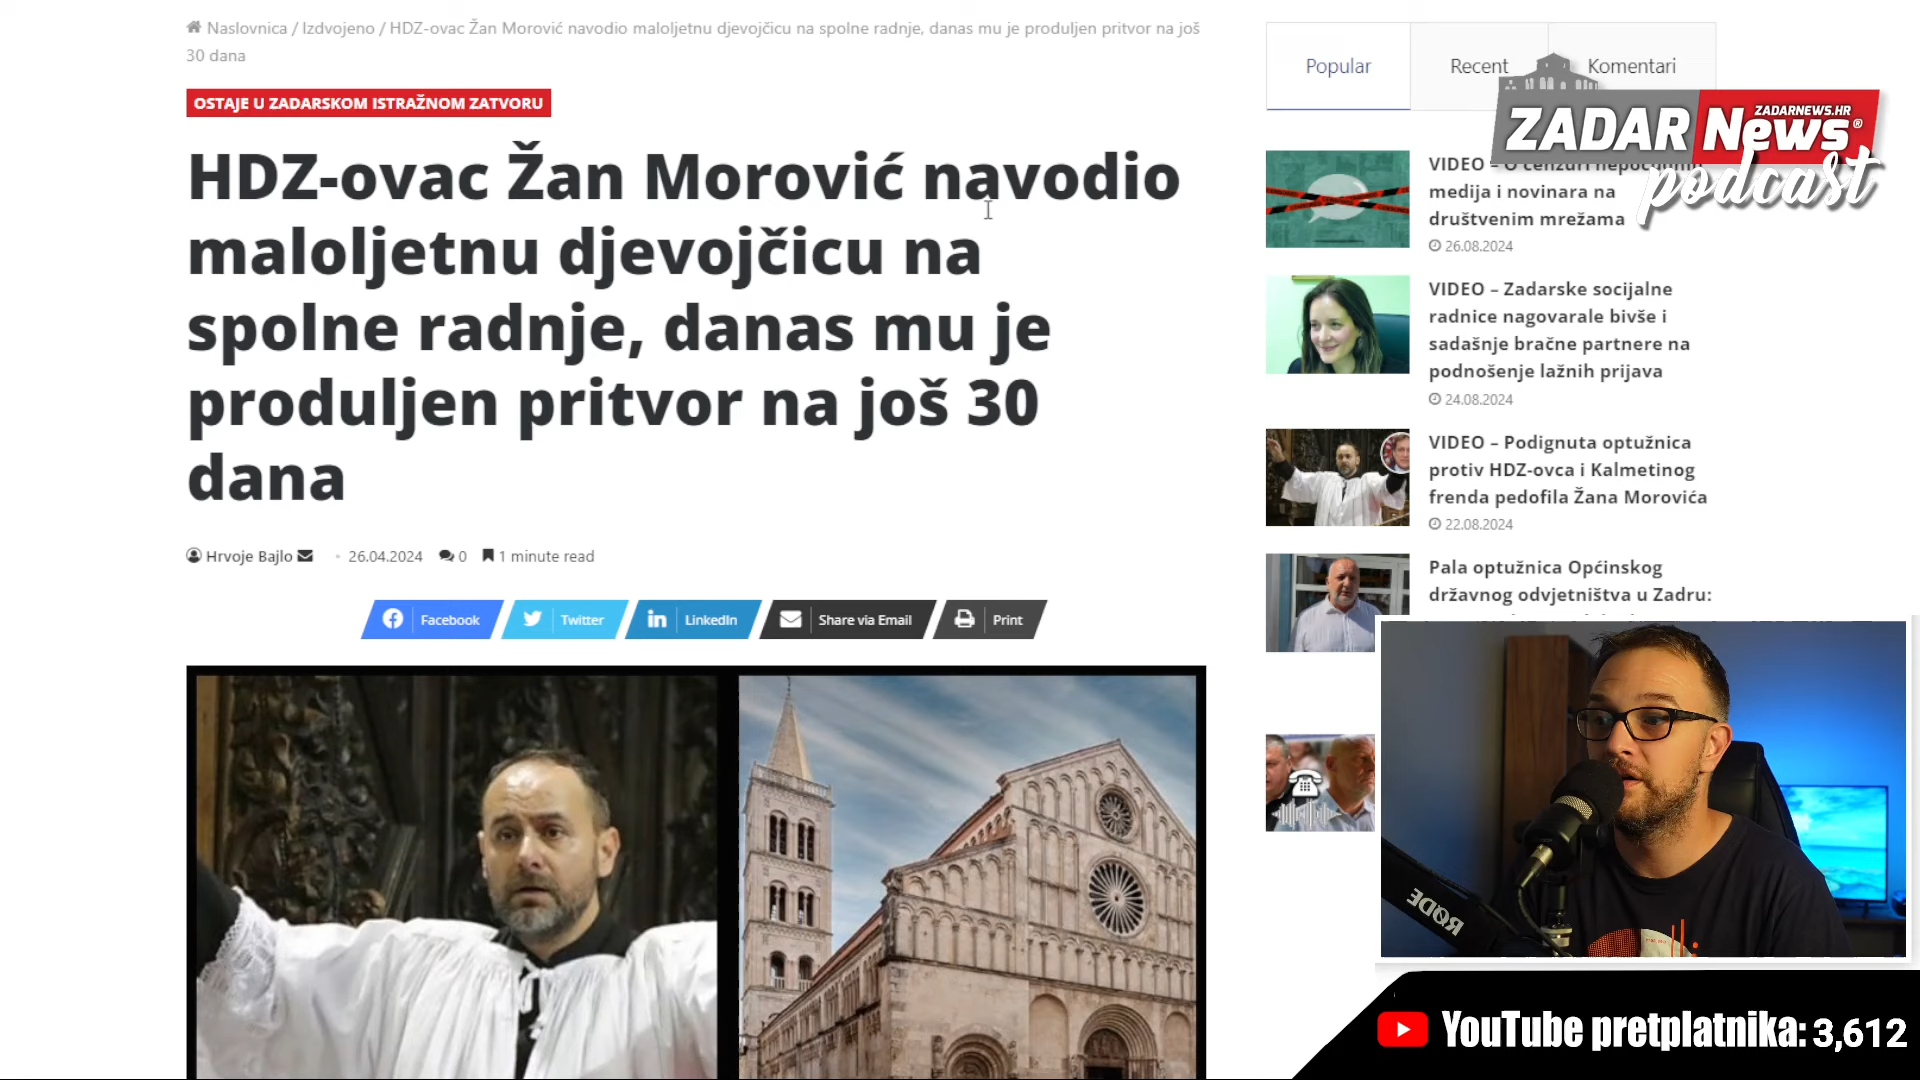 Naslovnica / Izdvojeno / HDZ-ovac Žan Morović navodio maloljetnu djevojčicu na spolne radnje, danas mu je produljen pritvor na još
30 dana
OSTAJE U ZADARSKOM ISTRAŽNOM ZATVORU
HDZ-ovac Žan Morović navodio
maloljetnu djevojčicu na
spolne radnje, danas mu je
produljen pritvor na još 30
dana
Hrvoje Bajlo
26.04.2024
0
1 minute read
Facebook
Twitter
LinkedIn
Share via Email
Print
Popular
Recent
Komentari
ZADARNEWS.HR
ZADAR News®
podcast
VIDEO – O cenzuri
medija i novinara na
društvenim mrežama
26.08.2024
VIDEO – Zadarske socijalne
radnice nagovarale bivše i
sadašnje bračne partnere na
podnošenje lažnih prijava
24.08.2024
VIDEO – Podignuta optužnica
protiv HDZ-ovca i Kalmetinog
frenda pedofila Žana Morovića
22.08.2024
Pala optužnica Općinskog
državnog odvjetništva u Zadru:
RØDE
YouTube pretplatnika: 3,612